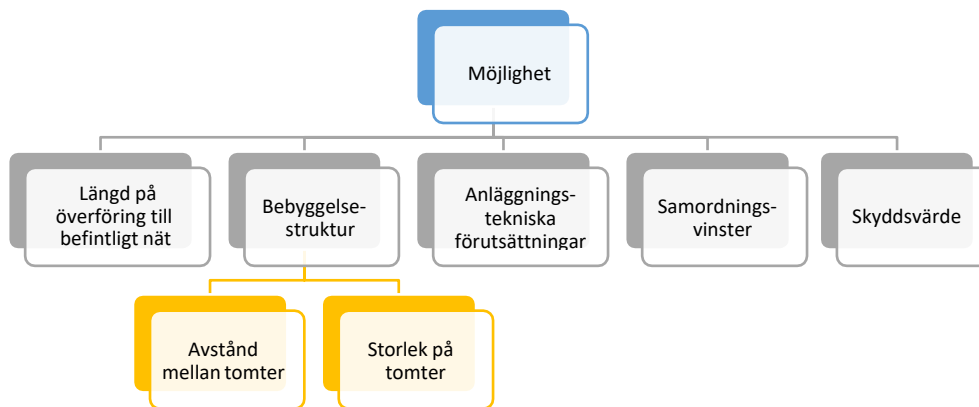 Möjlighet
Längd på
överföring till
befintligt nät
Bebyggelse-
struktur
Anläggnings-
tekniska
förutsättningar
Samordnings-
vinster
Skyddsvärde
Avstånd
mellan tomter
Storlek på
tomter